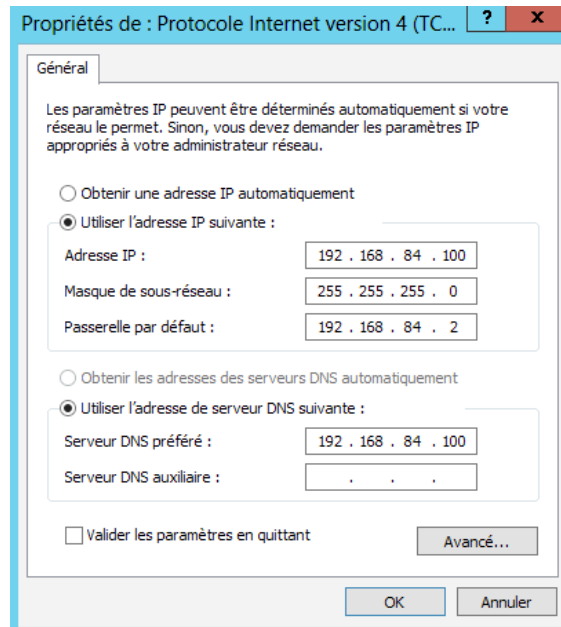 Propriétés de : Protocole Internet version 4 (TC... ? x
Général
Les paramètres IP peuvent être déterminés automatiquement si votre
réseau le permet. Sinon, vous devez demander les paramètres IP
appropriés à votre administrateur réseau.
Obtenir une adresse IP automatiquement
Utiliser l'adresse IP suivante :
Adresse IP : 192 . 168 . 84 . 100
Masque de sous-réseau : 255 . 255 . 255 . 0
Passerelle par défaut : 192 . 168 . 84 . 2
Obtenir les adresses des serveurs DNS automatiquement
Utiliser l'adresse de serveur DNS suivante :
Serveur DNS préféré : 192 . 168 . 84 . 100
Serveur DNS auxiliaire : . . .
Valider les paramètres en quittant Avancé...
OK Annuler